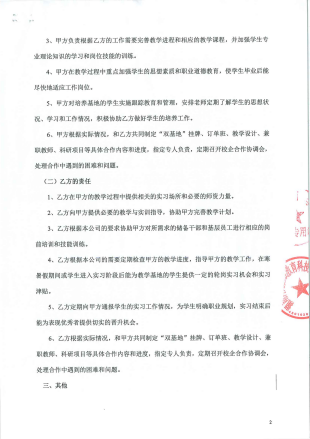 3、甲方负责根据乙方的工作需要完善教学进程和相应的教学课程，并加强学生专
业理论知识的学习和岗位技能的训练。
4、甲方在教学过程中重点加强学生的思想素质和职业道德教育，使学生毕业后能
尽快地适应工作岗位。
5、甲方对培养基地的学生实施跟踪教育和管理，安排老师定期了解学生的思想状
况、学习和工作情况，积极协助乙方做好学生的培养工作。
6、甲方根据实际情况，和乙方共同制定“双基地”挂牌、订单班、教学设计、兼
职教师、科研项目等具体合作内容和进度，指定专人负责，定期召开校企合作协调会，
处理合作中遇到的困难和问题。
（二）乙方的责任
1、乙方在甲方的教学过程中提供相关的实习场所和必要的师资力量。
2、乙方向甲方提供必要的教学与实训指导，协助甲方完善教学计划。
3、乙方根据本公司的要求协助甲方对所需求的储备干部和基层员工进行相应的岗
前培训和技能训练。
4、乙方根据本公司的需要定期检查甲方的教学进度，指导甲方的教学工作，在寒
暑假期间或学生进入实习阶段后能为教学基地的学生提供一定的轮岗实习机会和实习
津贴。
5、乙方定期向甲方通报学生的实习工作情况，为学生明确职业规划，实习结束后
能为表现优秀者提供切实的晋升机会。
6、乙方根据实际情况，和甲方共同制定“双基地”挂牌、订单班、教学设计、兼
职教师、科研项目等具体合作内容和进度，指定专人负责，定期召开校企合作协调会，
处理合作中遇到的困难和问题。
三、其他
2